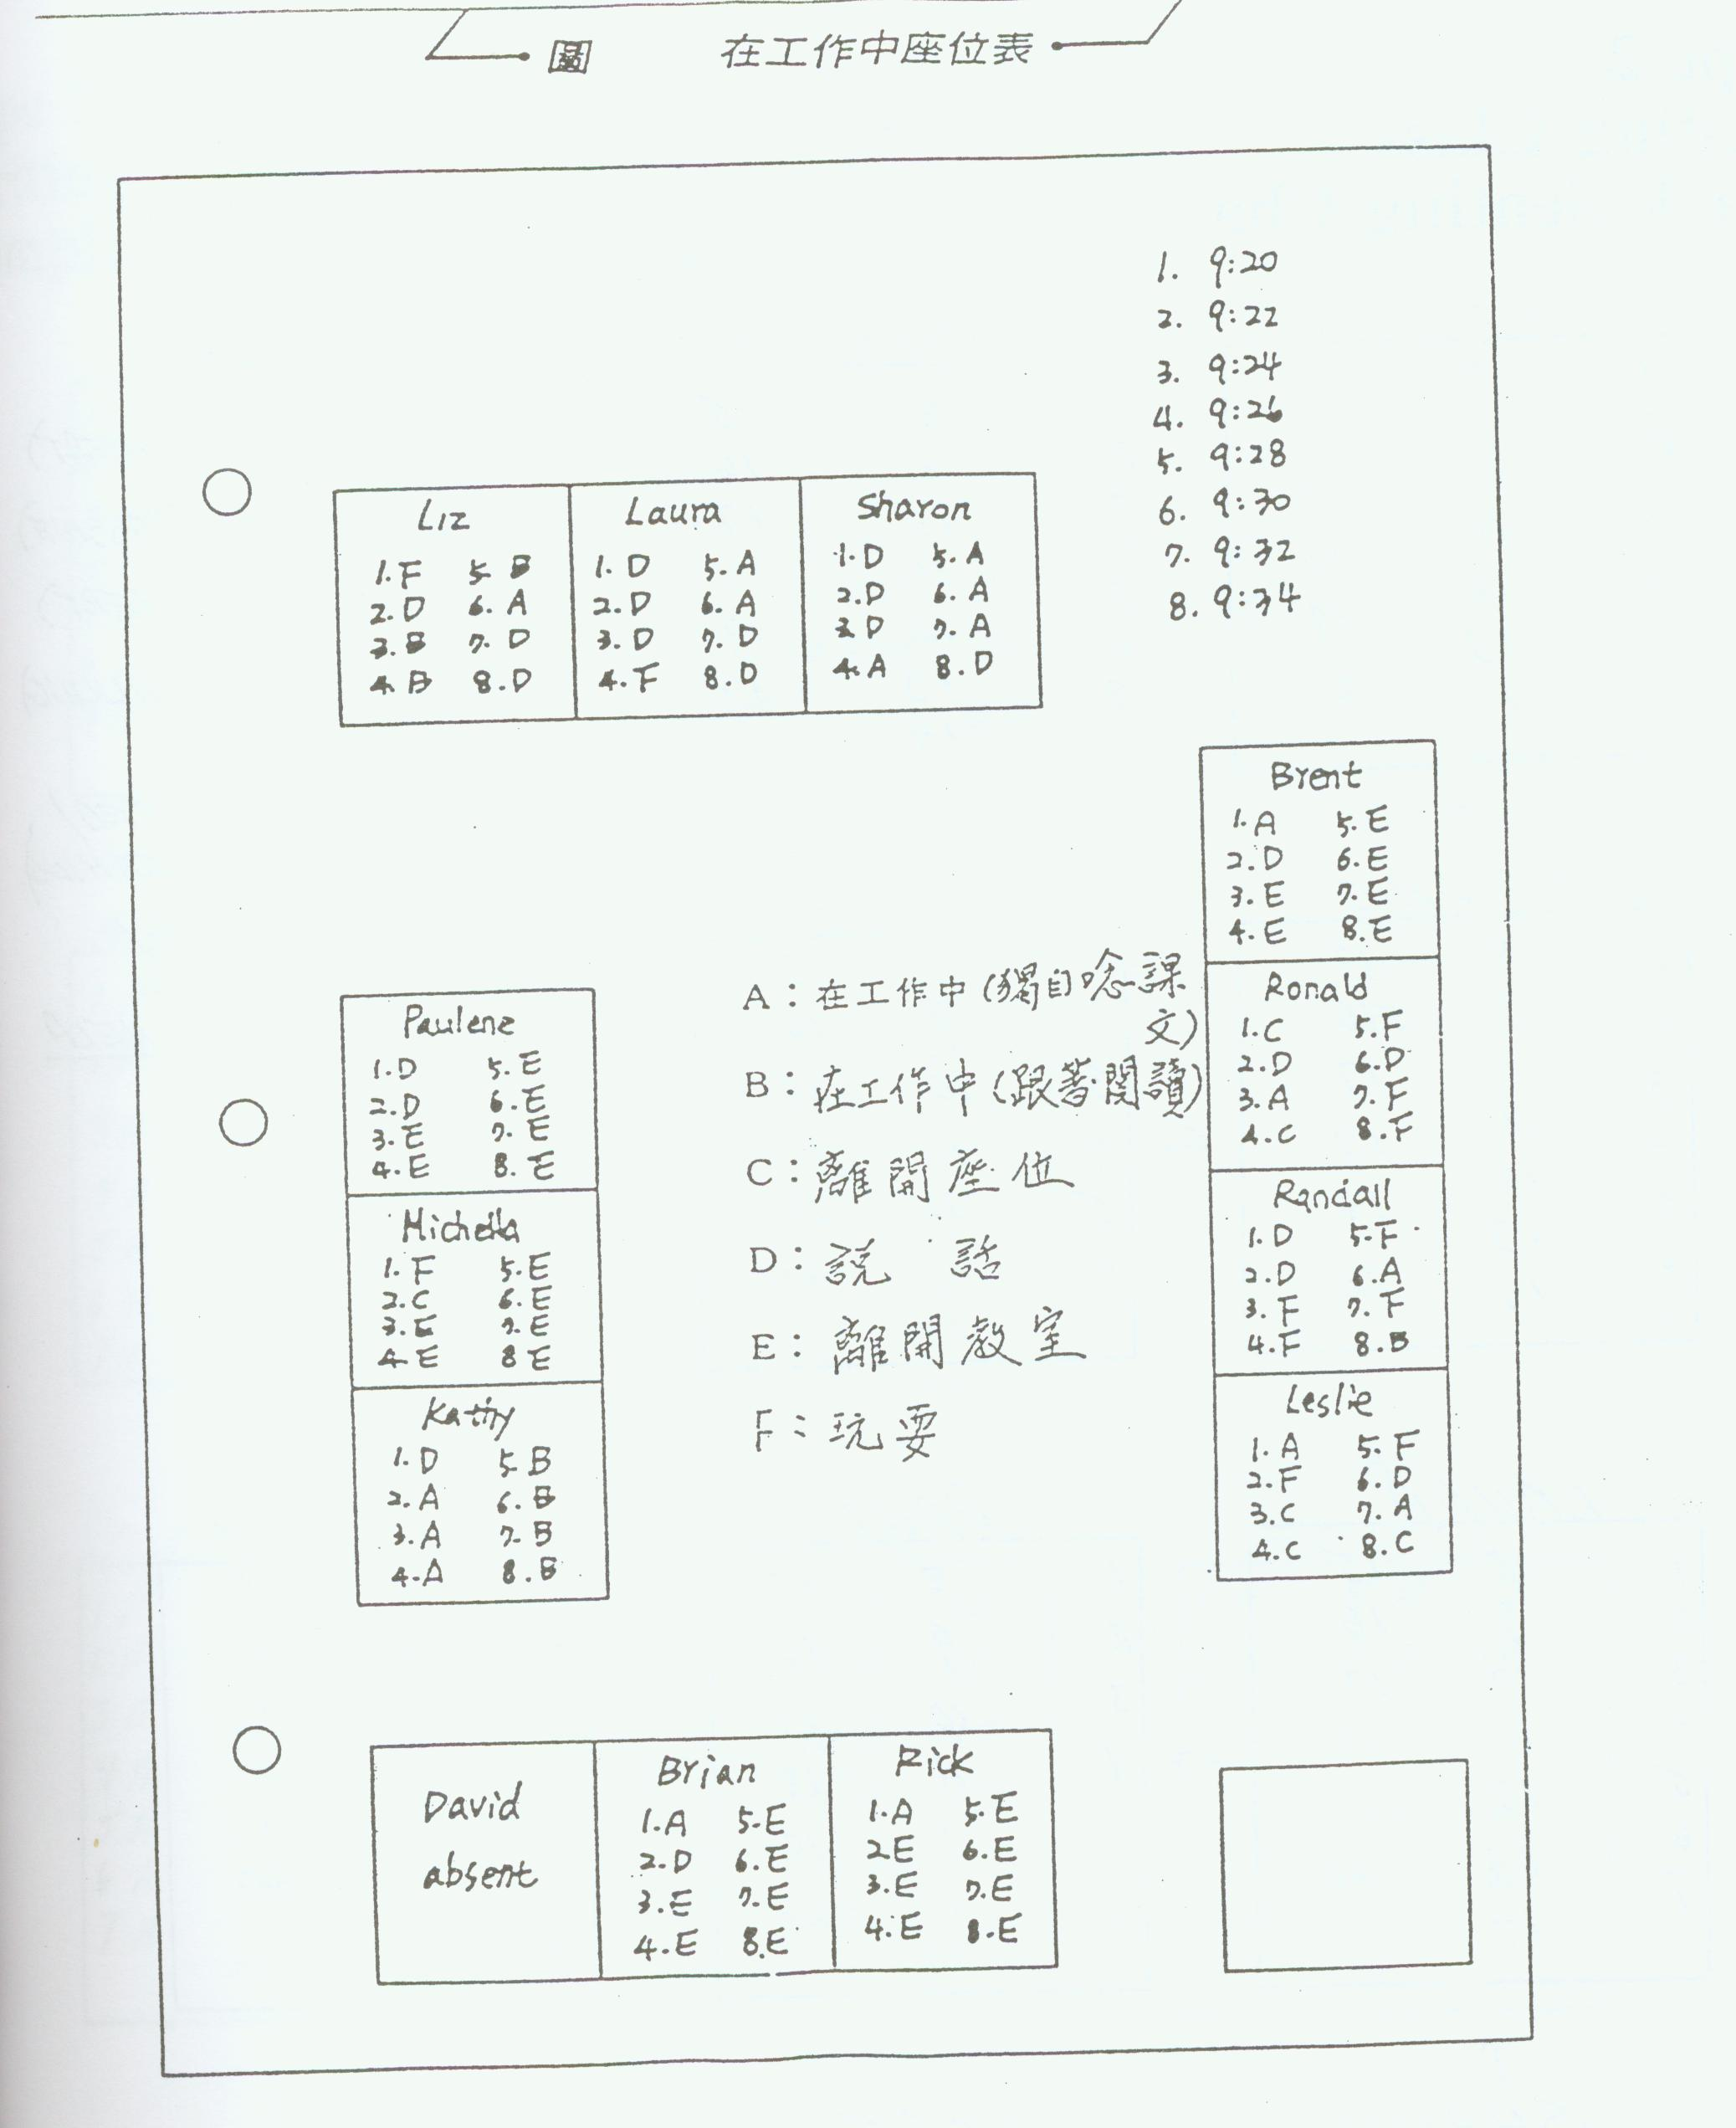 圖 在工作中座位表
1. 9:20
2. 9:22
3. 9:24
4. 9:26
5. 9:28
6. 9:30
7. 9:32
8. 9:34
Liz
1.F 5.B
2.D 6.A
3.B 7.D
4.B 8.D
Laura
1.D 5.A
2.D 6.A
3.D 7.D
4.F 8.D
Sharon
1.D 5.A
2.D 6.A
3.D 7.A
4.A 8.D
Brent
1.A 5.E
2.D 6.E
3.E 7.E
4.E 8.E
Ronald
1.C 5.F
2.D 6.D
3.A 7.F
4.C 8.F
Randall
1.D 5.F
2.D 6.A
3.F 7.F
4.F 8.B
Leslie
1.A 5.F
2.F 6.D
3.C 7.A
4.C 8.C
A：在工作中(獨自唸課
文)
B：在工作中(跟著閱讀)
C：離開座位
D：說話
E：離開教室
F：玩耍
Paulene
1.D 5.E
2.D 6.E
3.E 7.E
4.E 8.E
Michella
1.F 5.E
2.C 6.E
3.E 7.E
4.E 8 E
Kathy
1.D 5.B
2.A 6.B
3.A 7.B
4.A 8.B
David
absent
Brian
1.A 5.E
2.D 6.E
3.E 7.E
4.E 8.E
Rick
1.A 5.E
2 E 6.E
3.E 7.E
4.E 8.E